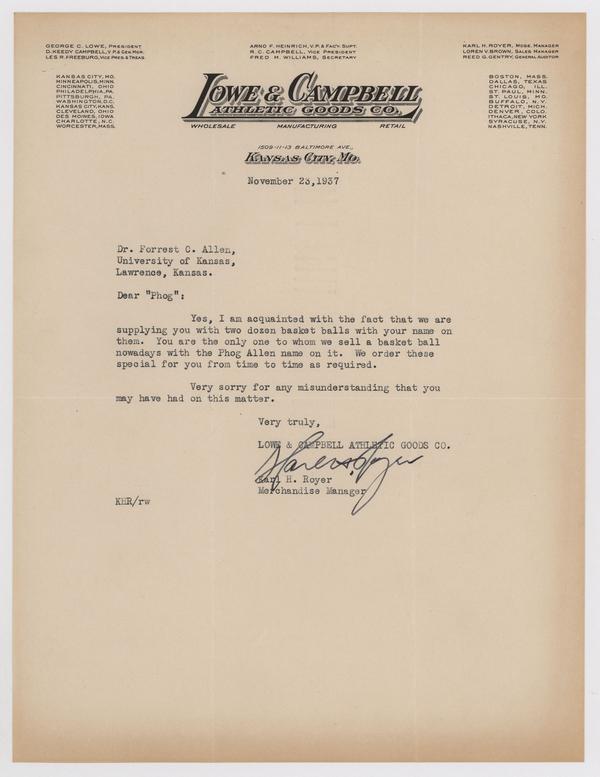 GEORGE C. LOWE, PRESIDENT
D. KEEDY CAMPBELL, V.P. & GEN. MGR.
LES R. FREEBURG, VICE PRES. & TREAS.
ARNO F. HEINRICH, V.P. & FAC'Y. SUPT.
R. C. CAMPBELL, VICE PRESIDENT
FRED M. WILLIAMS, SECRETARY
KARL H. ROYER, MDSE. MANAGER
LOREN V. BROWN, SALES MANAGER
REED G. GENTRY, GENERAL AUDITOR
KANSAS CITY, MO.
MINNEAPOLIS, MINN.
CINCINNATI, OHIO
PHILADELPHIA, PA.
PITTSBURGH, PA.
WASHINGTON, D.C.
KANSAS CITY, KANS.
CLEVELAND, OHIO
DES MOINES, IOWA
CHARLOTTE, N.C.
WORCESTER, MASS.
LOWE & CAMPBELL
ATHLETIC GOODS CO.
WHOLESALE MANUFACTURING RETAIL
BOSTON, MASS.
DALLAS, TEXAS
CHICAGO, ILL.
ST. PAUL, MINN.
ST. LOUIS, MO.
BUFFALO, N.Y.
DETROIT, MICH.
DENVER, COLO.
ITHACA, NEW YORK
SYRACUSE, N.Y.
NASHVILLE, TENN.
1509-11-13 BALTIMORE AVE.,
KANSAS CITY, MO.
November 23,1937
Dr. Forrest C. Allen,
University of Kansas,
Lawrence, Kansas.
Dear "Phog":
Yes, I am acquainted with the fact that we are
supplying you with two dozen basket balls with your name on
them. You are the only one to whom we sell a basket ball
nowadays with the Phog Allen name on it. We order these
special for you from time to time as required.
Very sorry for any misunderstanding that you
may have had on this matter.
Very truly,
LOWE & CAMPBELL ATHLETIC GOODS CO.
Karl H. Royer
Merchandise Manager
KHR/rw